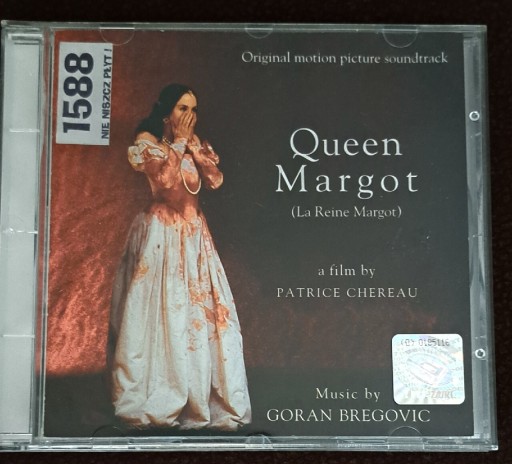 Original motion picture soundtrack
1588
NIE NISZCZ PŁYT !
Queen
Margot
(La Reine Margot)
a film by
PATRICE CHEREAU
Music by
GORAN BREGOVIC